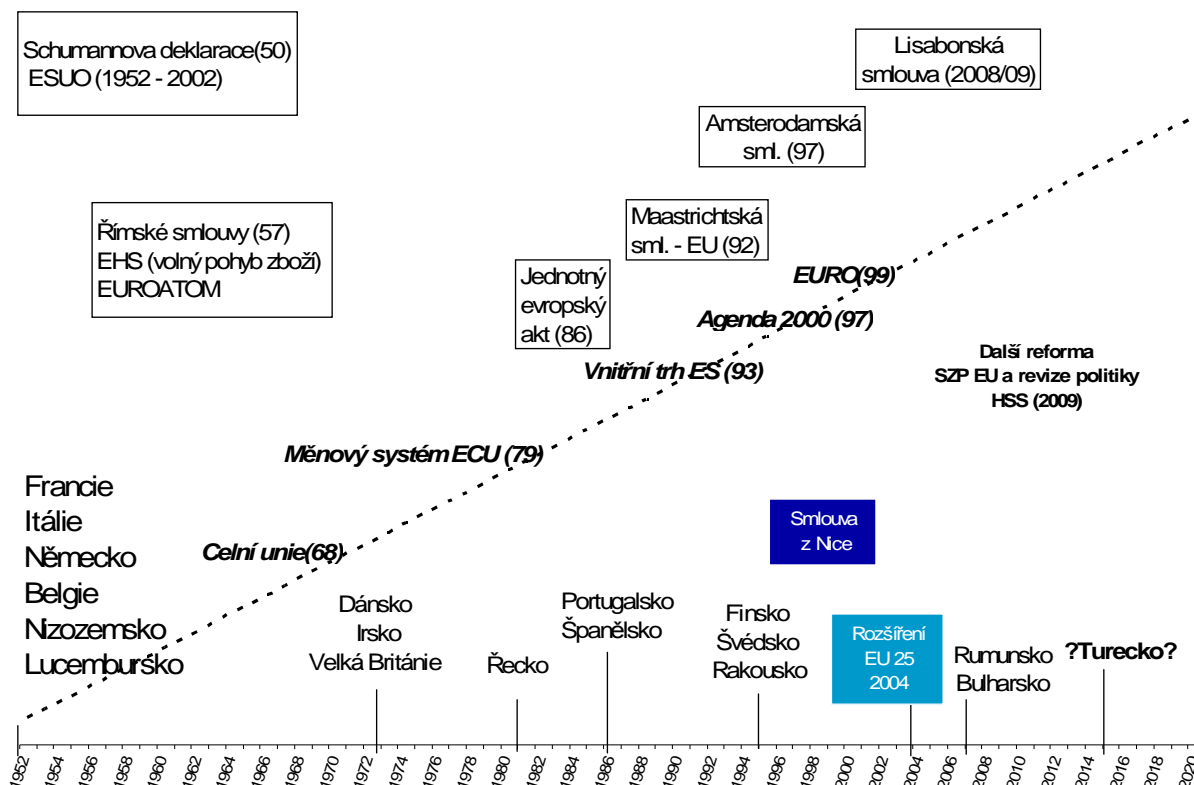 Schumannova deklarace(50)
ESUO (1952 - 2002)
Lisabonská
smlouva (2008/09)
Amsterodamská
sml. (97)
Římské smlouvy (57)
EHS (volný pohyb zboží)
EUROATOM
Maastrichtská
sml. - EU (92)
Jednotný
evropský
akt (86)
EURO(99)
Agenda 2000 (97)
Vnitřní trh ES (93)
Další reforma
SZP EU a revize politiky
HSS (2009)
Měnový systém ECU (79)
Francie
Itálie
Německo
Belgie
Nizozemsko
Lucembursko
Celní unie(68)
Smlouva
z Nice
Dánsko
Irsko
Velká Británie
Řecko
Portugalsko
Španělsko
Finsko
Švédsko
Rakousko
Rozšíření
EU 25
2004
Rumunsko
Bulharsko
?Turecko?
1952
1954
1956
1958
1960
1962
1964
1966
1968
1970
1972
1974
1976
1978
1980
1982
1984
1986
1988
1990
1992
1994
1996
1998
2000
2002
2004
2006
2008
2010
2012
2014
2016
2018
2020